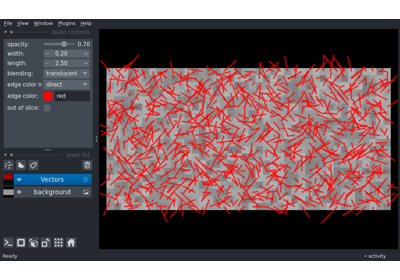 File View Plugins Window Help
layer controls
opacity: 0.70
width: 0.20
length: 2.50
blending: translucent
edge color m direct
edge color: red
out of slice:
layer list
Vectors
background
Ready
activity